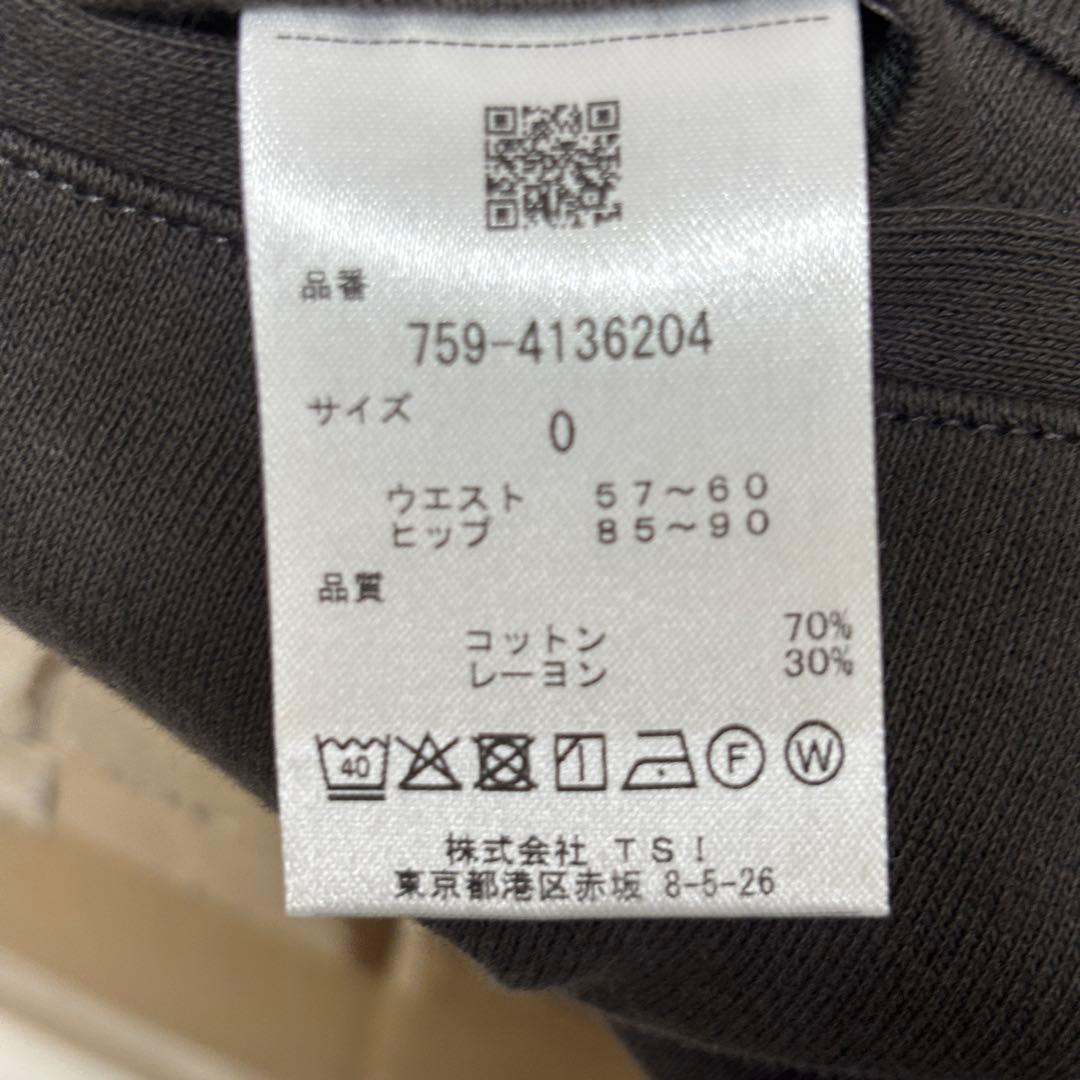 品番
759-4136204
サイズ
0
ウエスト 57～60
ヒップ 85～90
品質
コットン 70%
レーヨン 30%
40 F W
株式会社 TSI
東京都港区赤坂 8-5-26